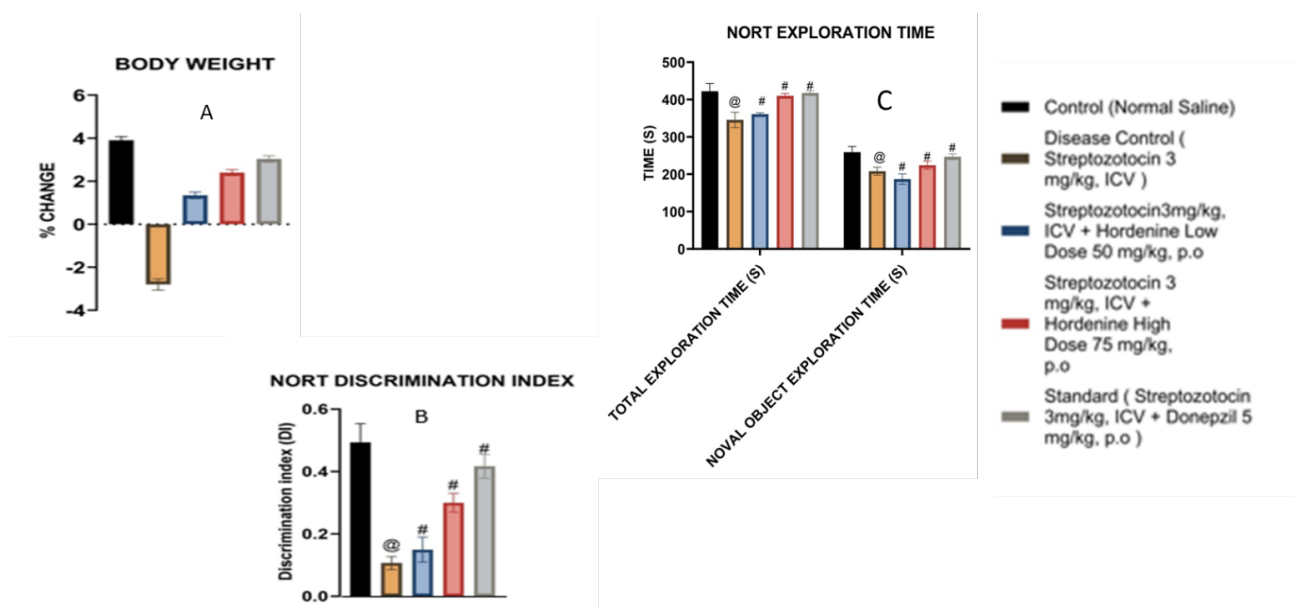 BODY WEIGHT
A
% CHANGE
6
4
2
0
-2
-4
NORT DISCRIMINATION INDEX
B
Discrimination index (DI)
0.6
0.4
0.2
0.0
@
#
#
#
NORT EXPLORATION TIME
C
TIME (S)
500
400
300
200
100
0
@
#
#
#
@
#
#
#
TOTAL EXPLORATION TIME (S)
NOVAL OBJECT EXPLORATION TIME (S)
Control (Normal Saline)
Disease Control (
Streptozotocin 3
mg/kg, ICV )
Streptozotocin3mg/kg,
ICV + Hordenine Low
Dose 50 mg/kg, p.o
Streptozotocin 3
mg/kg, ICV +
Hordenine High
Dose 75 mg/kg,
p.o
Standard ( Streptozotocin
3mg/kg, ICV + Donepzil 5
mg/kg, p.o )